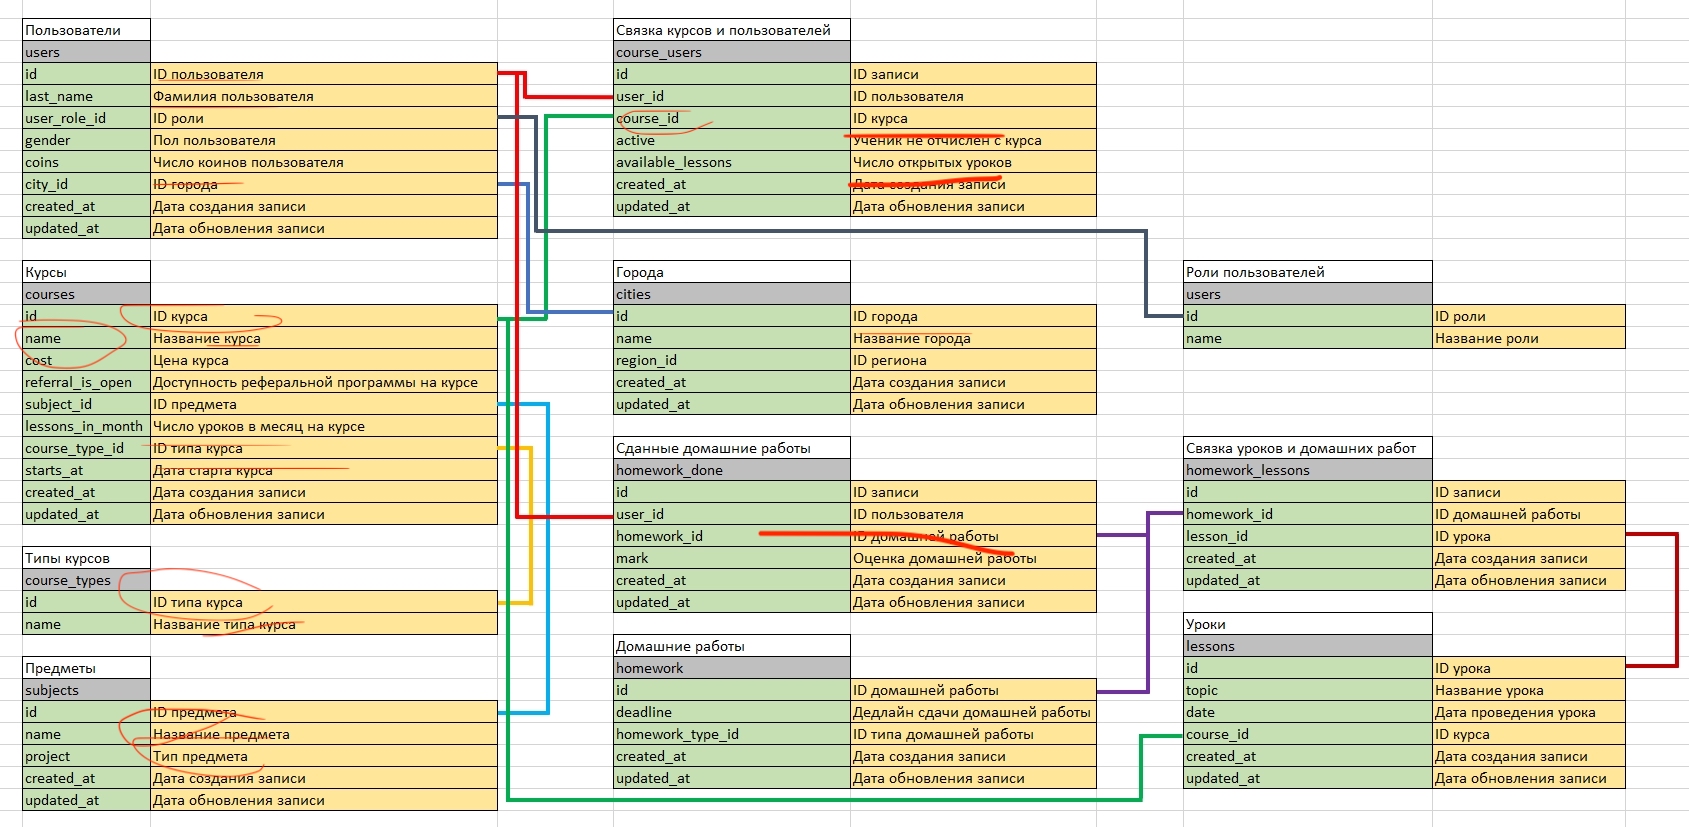 Пользователи
users
id ID пользователя
last_name Фамилия пользователя
user_role_id ID роли
gender Пол пользователя
coins Число коинов пользователя
city_id ID города
created_at Дата создания записи
updated_at Дата обновления записи
Курсы
courses
id ID курса
name Название курса
cost Цена курса
referral_is_open Доступность реферальной программы на курсе
subject_id ID предмета
lessons_in_month Число уроков в месяц на курсе
course_type_id ID типа курса
starts_at Дата старта курса
created_at Дата создания записи
updated_at Дата обновления записи
Типы курсов
course_types
id ID типа курса
name Название типа курса
Предметы
subjects
id ID предмета
name Название предмета
project Тип предмета
created_at Дата создания записи
updated_at Дата обновления записи
Связка курсов и пользователей
course_users
id ID записи
user_id ID пользователя
course_id ID курса
active Ученик не отчислен с курса
available_lessons Число открытых уроков
created_at Дата создания записи
updated_at Дата обновления записи
Города
cities
id ID города
name Название города
region_id ID региона
created_at Дата создания записи
updated_at Дата обновления записи
Сданные домашние работы
homework_done
id ID записи
user_id ID пользователя
homework_id ID домашней работы
mark Оценка домашней работы
created_at Дата создания записи
updated_at Дата обновления записи
Домашние работы
homework
id ID домашней работы
deadline Дедлайн сдачи домашней работы
homework_type_id ID типа домашней работы
created_at Дата создания записи
updated_at Дата обновления записи
Роли пользователей
users
id ID роли
name Название роли
Связка уроков и домашних работ
homework_lessons
id ID записи
homework_id ID домашней работы
lesson_id ID урока
created_at Дата создания записи
updated_at Дата обновления записи
Уроки
lessons
id ID урока
topic Название урока
date Дата проведения урока
course_id ID курса
created_at Дата создания записи
updated_at Дата обновления записи